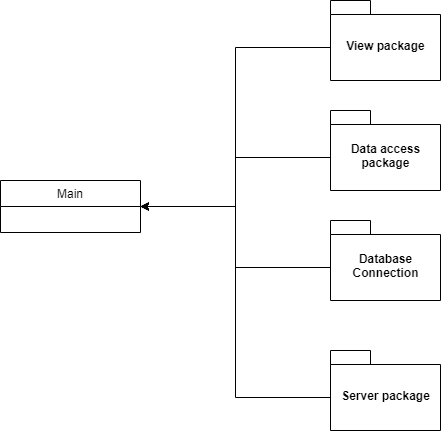 View package
Data access
package
Main
Database
Connection
Server package